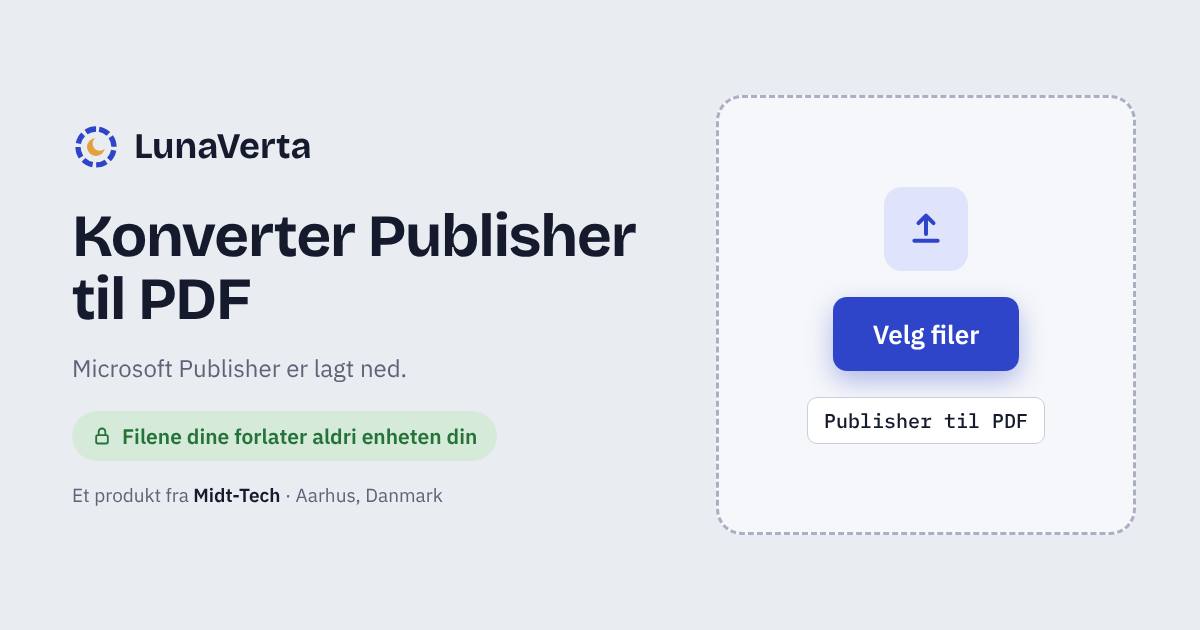 LunaVerta
Konverter Publisher
til PDF
Microsoft Publisher er lagt ned.
Filene dine forlater aldri enheten din
Et produkt fra Midt-Tech · Aarhus, Danmark
Velg filer
Publisher til PDF